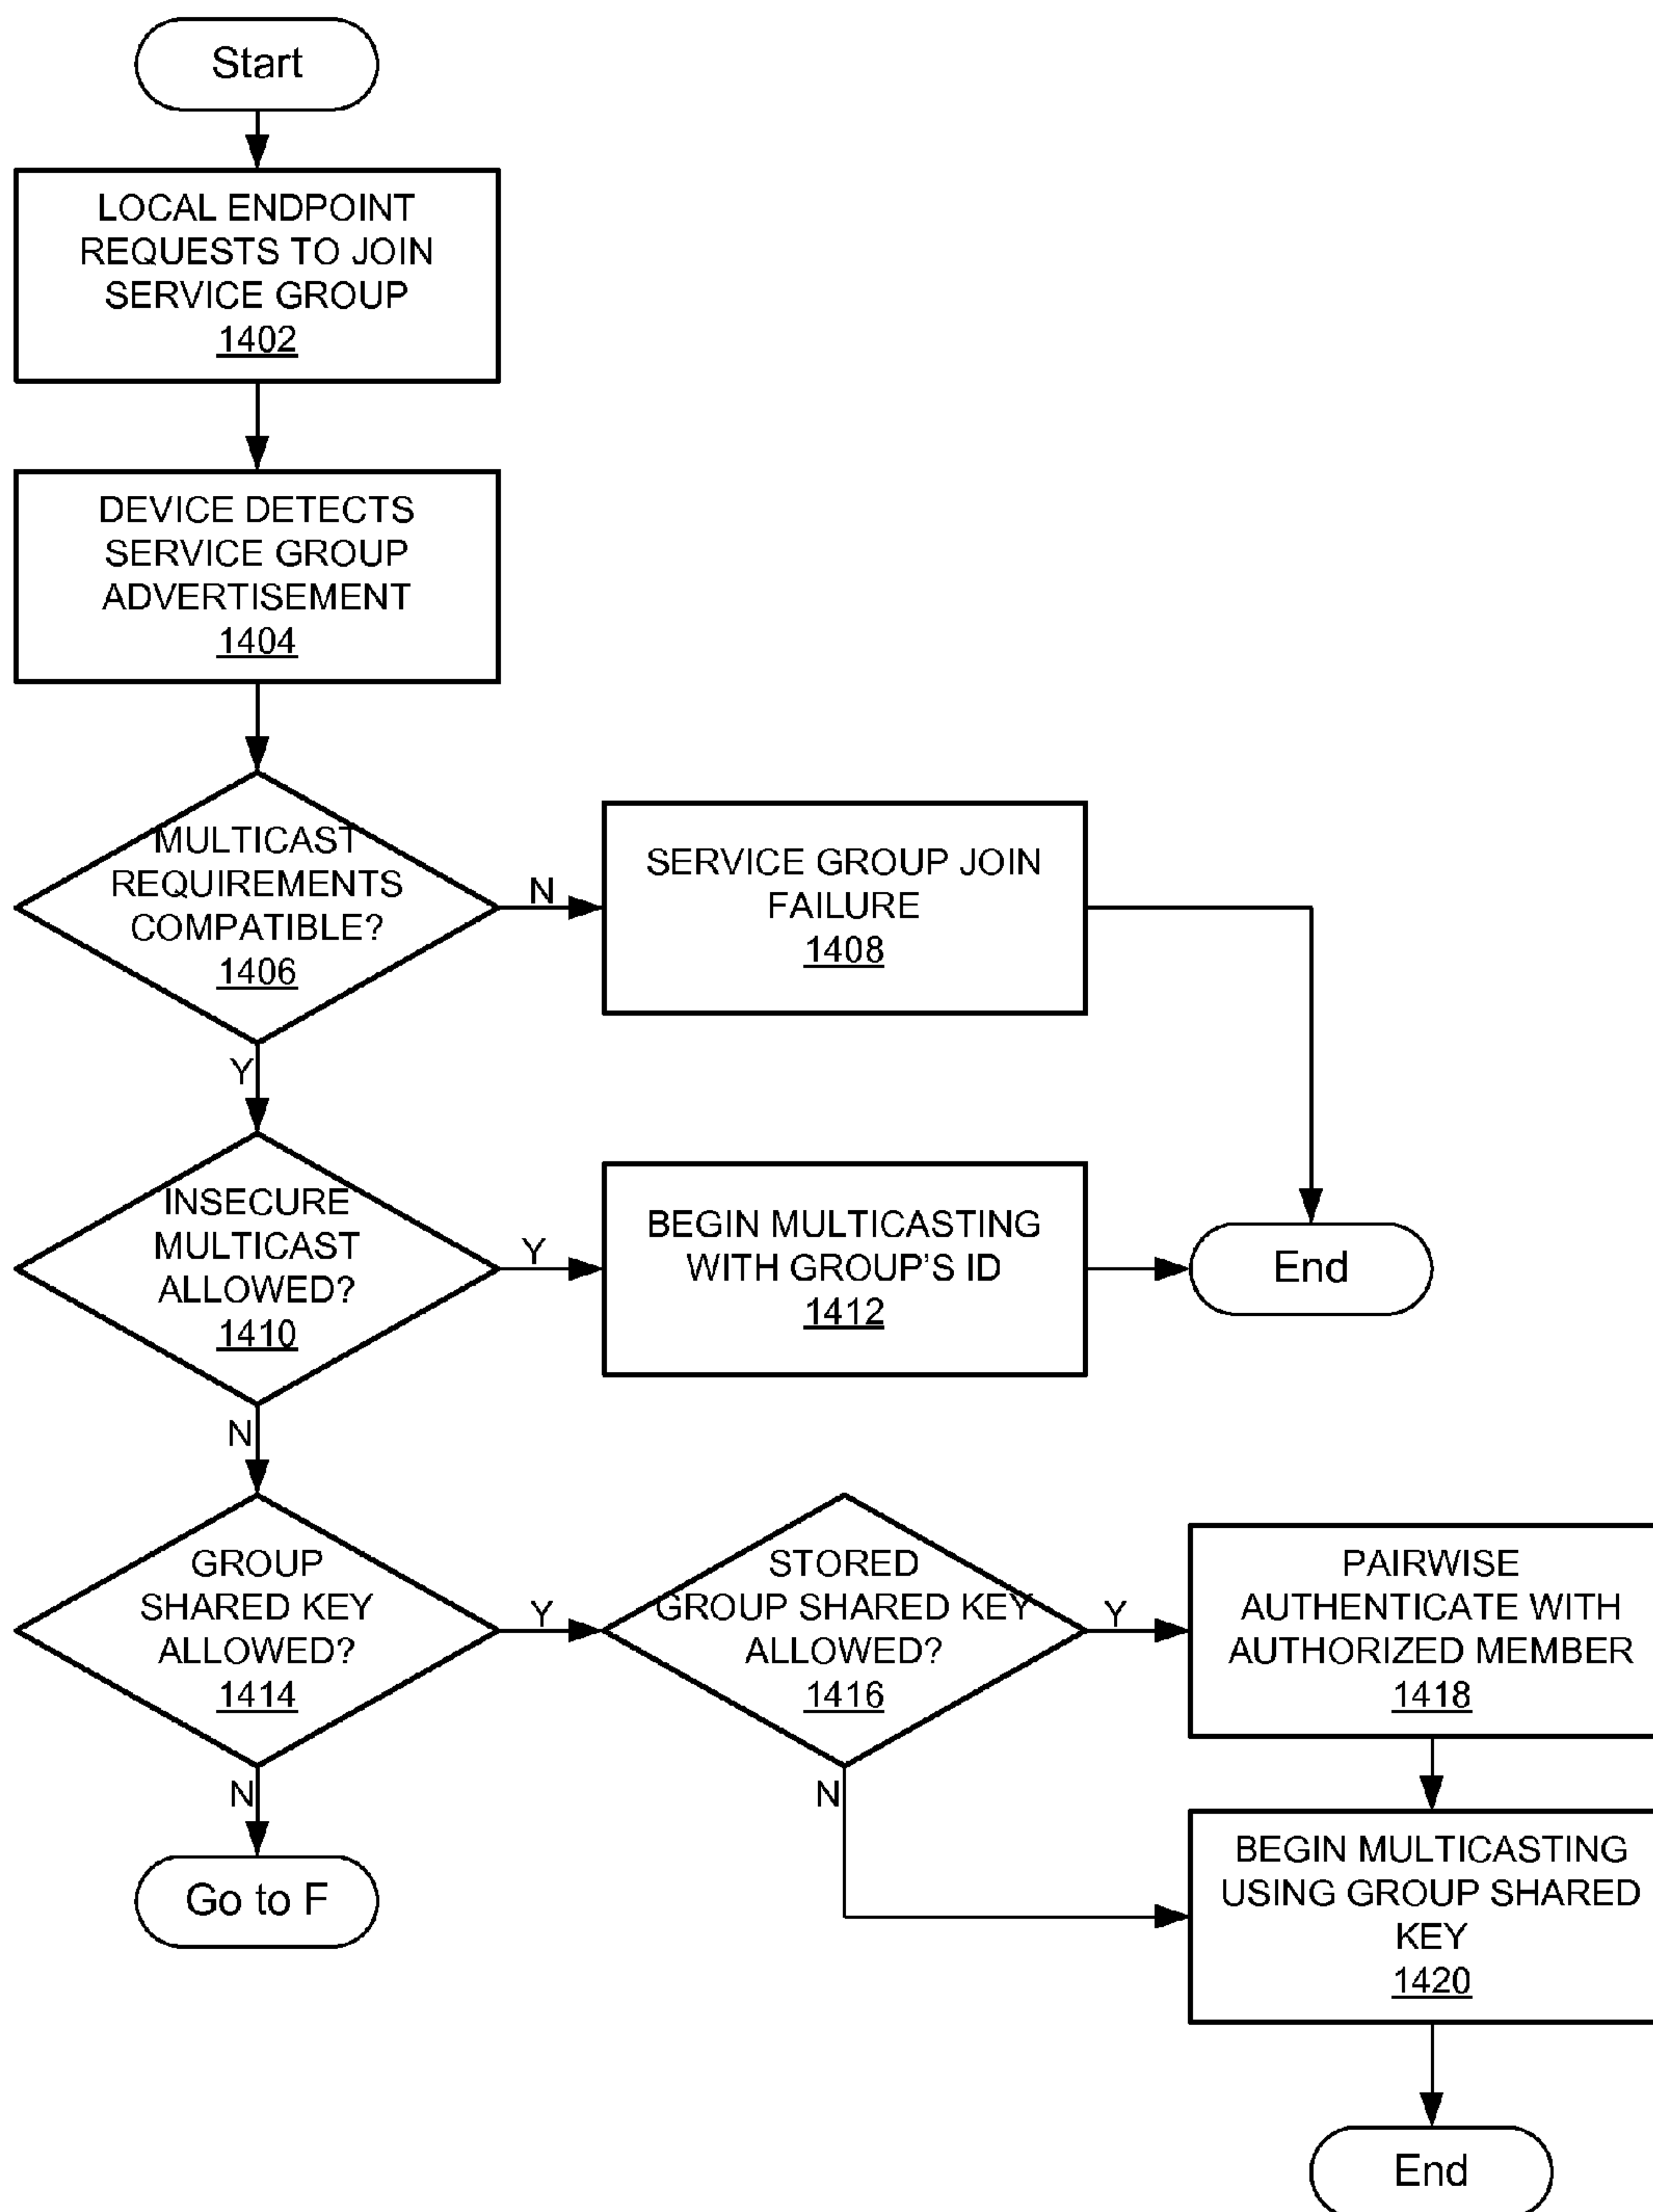 Start
LOCAL ENDPOINT
REQUESTS TO JOIN
SERVICE GROUP
1402
DEVICE DETECTS
SERVICE GROUP
ADVERTISEMENT
1404
MULTICAST
REQUIREMENTS
COMPATIBLE?
1406
N
SERVICE GROUP JOIN
FAILURE
1408
Y
INSECURE
MULTICAST
ALLOWED?
1410
Y
BEGIN MULTICASTING
WITH GROUP'S ID
1412
End
N
GROUP
SHARED KEY
ALLOWED?
1414
Y
STORED
GROUP SHARED KEY
ALLOWED?
1416
Y
PAIRWISE
AUTHENTICATE WITH
AUTHORIZED MEMBER
1418
N
Go to F
N
BEGIN MULTICASTING
USING GROUP SHARED
KEY
1420
End